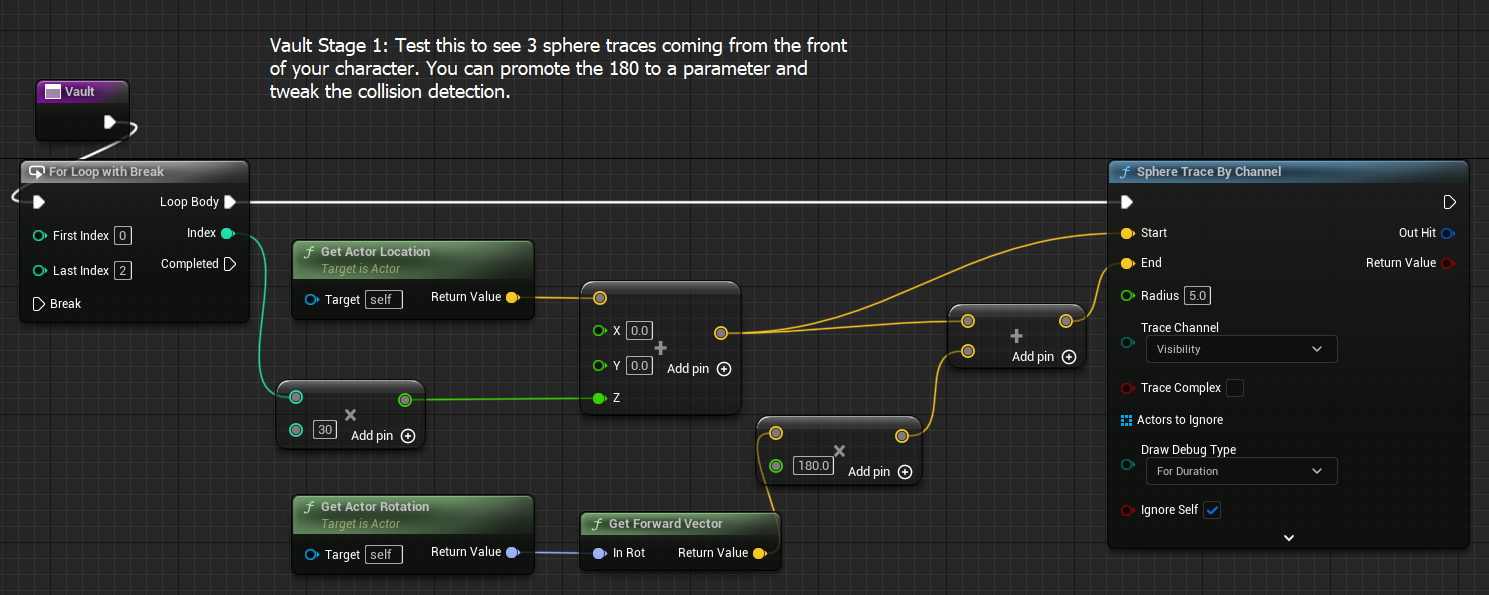 Vault Stage 1: Test this to see 3 sphere traces coming from the front
of your character. You can promote the 180 to a parameter and
tweak the collision detection.
Vault
For Loop with Break
Loop Body
First Index 0
Index
Last Index 2
Completed
Break
Get Actor Location
Target is Actor
Target self
Return Value
X 0.0
Y 0.0
Add pin
Z
30
Add pin
Get Actor Rotation
Target is Actor
Target self
Return Value
Get Forward Vector
In Rot
Return Value
180.0
Add pin
Add pin
Sphere Trace By Channel
Start
Out Hit
End
Return Value
Radius 5.0
Trace Channel
Visibility
Trace Complex
Actors to Ignore
Draw Debug Type
For Duration
Ignore Self